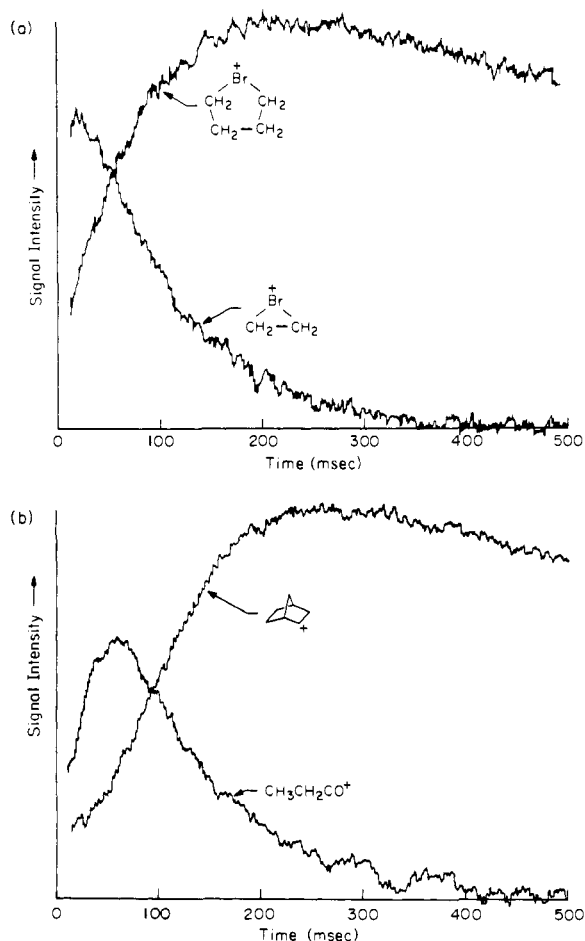 (a)
+
Br
CH₂ CH₂
CH₂—CH₂
Signal Intensity →
+
Br
CH₂—CH₂
0 100 200 300 400 500
Time (msec)
(b)
+
Signal Intensity →
CH₃CH₂CO⁺
0 100 200 300 400 500
Time (msec)